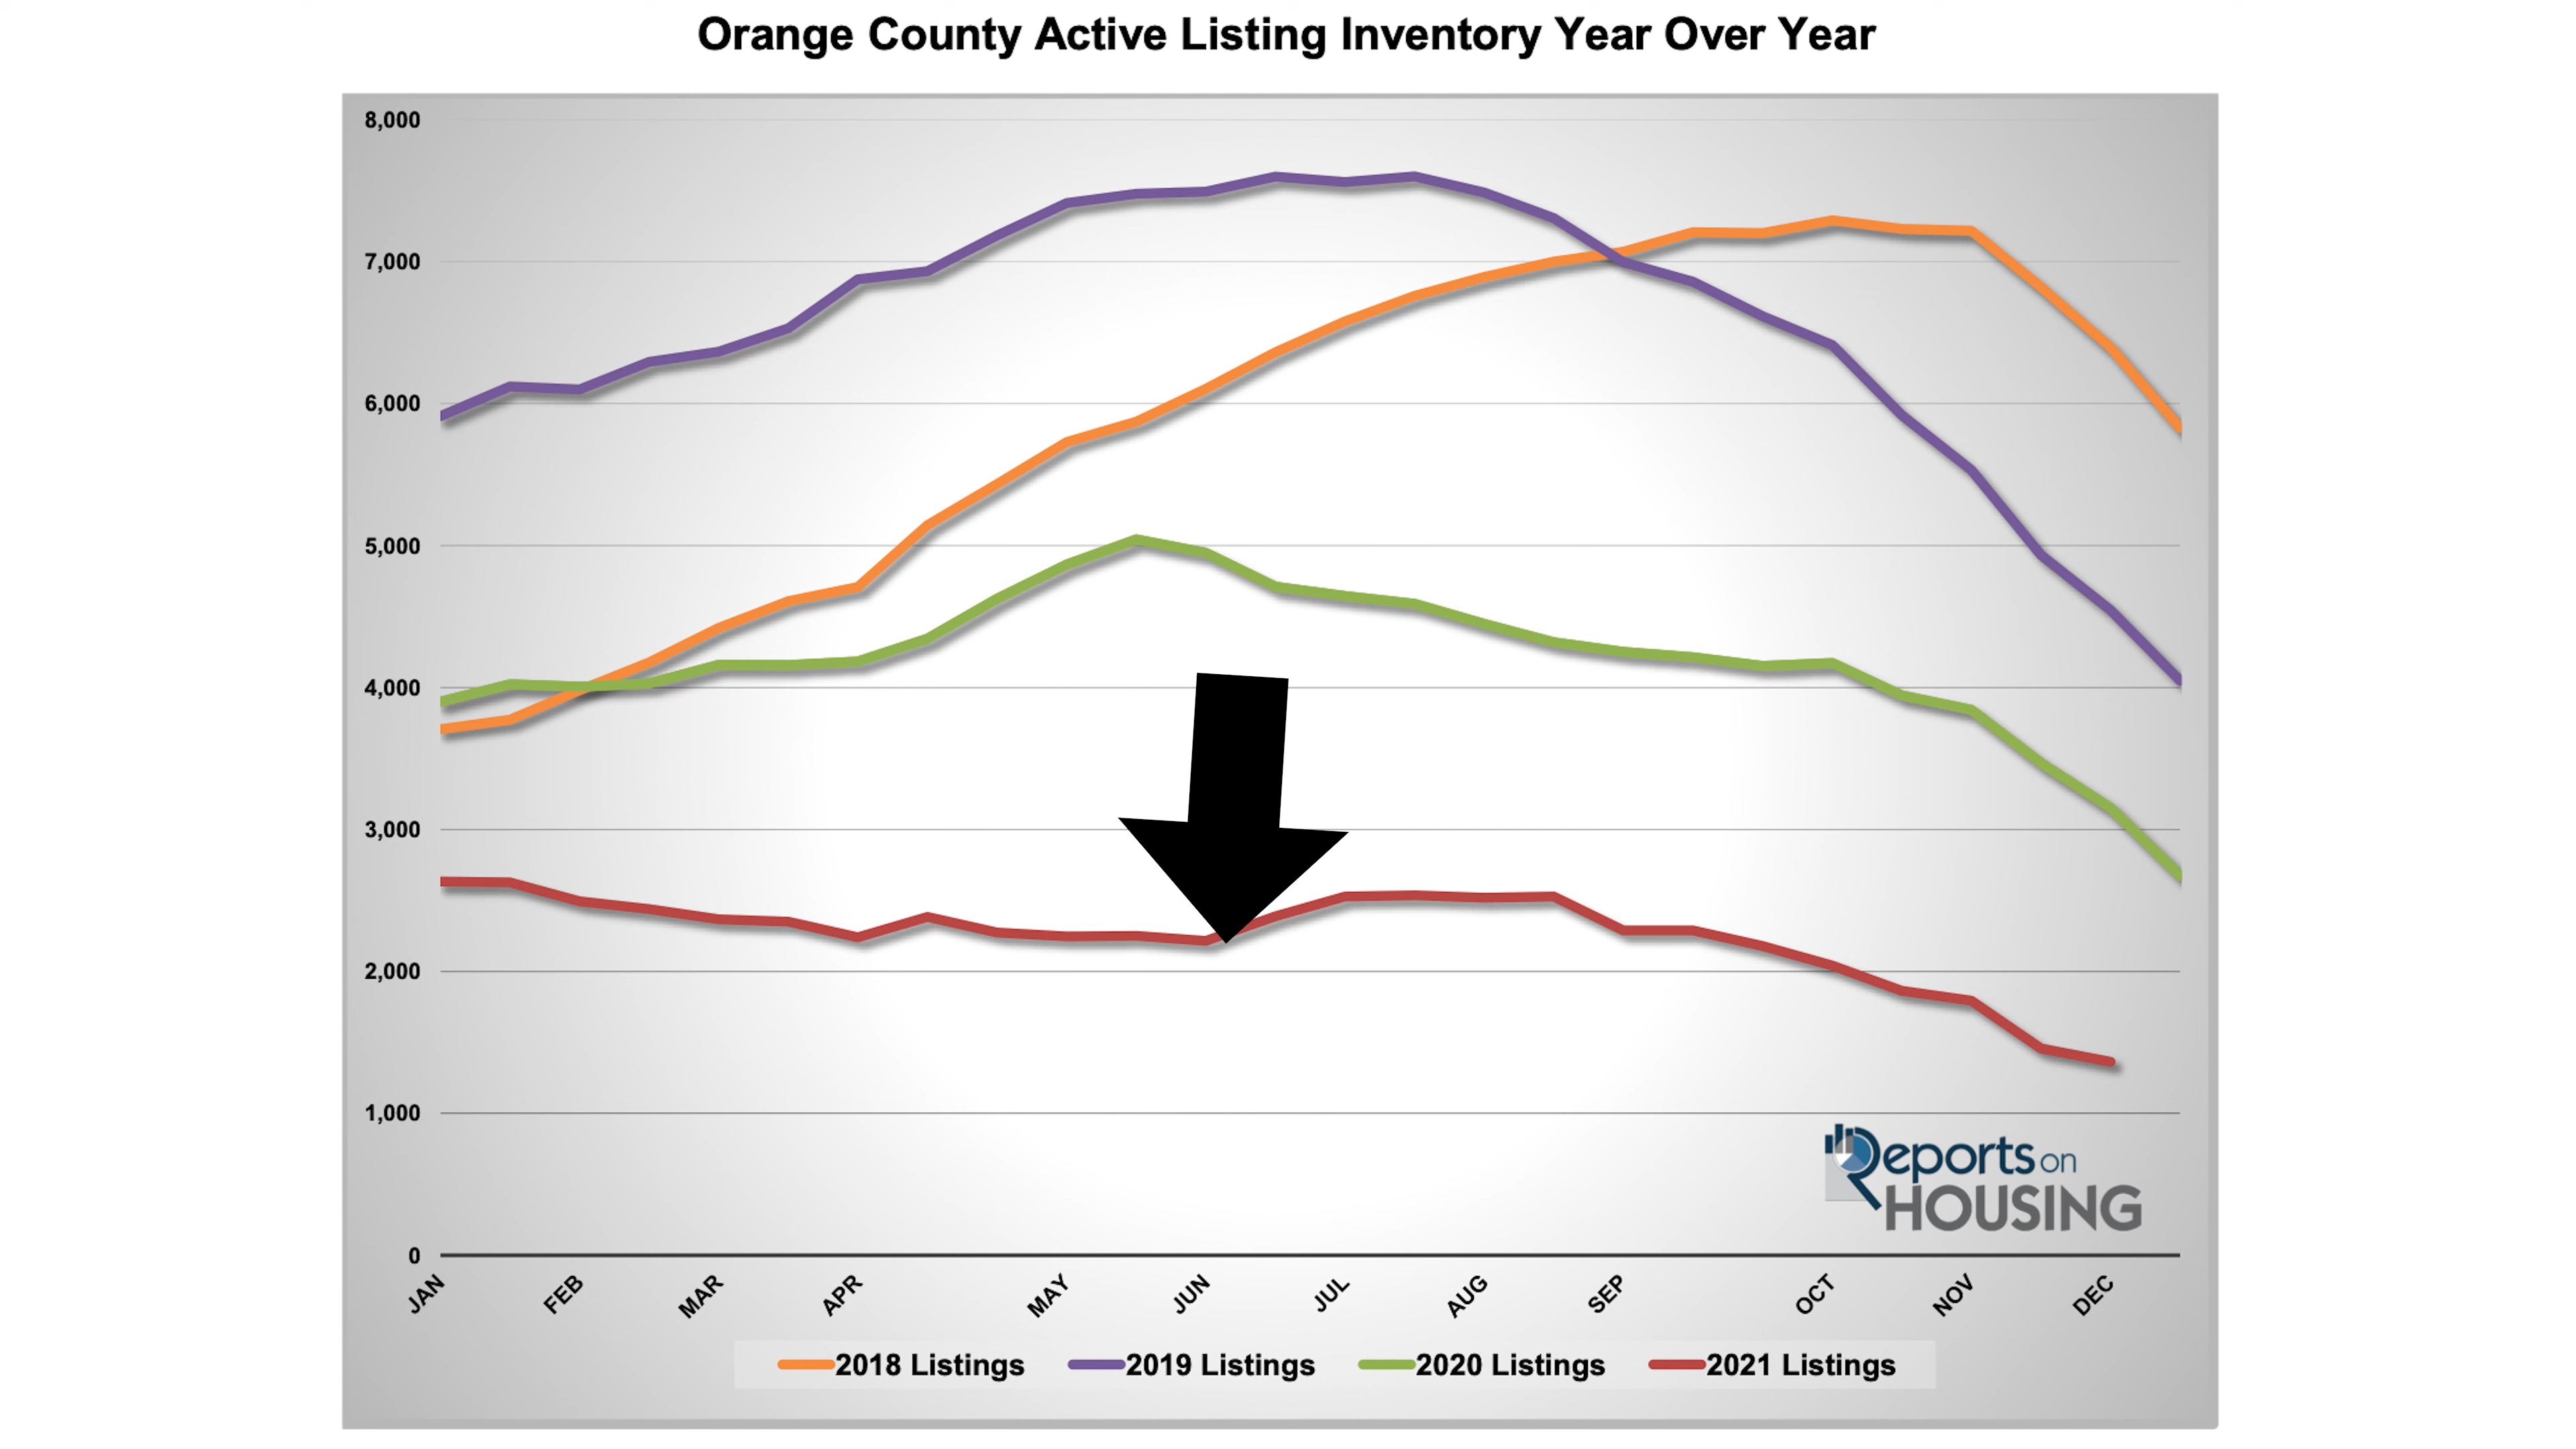 Orange County Active Listing Inventory Year Over Year
8,000
7,000
6,000
5,000
4,000
3,000
2,000
1,000
0
JAN FEB MAR APR MAY JUN JUL AUG SEP OCT NOV DEC
2018 Listings 2019 Listings 2020 Listings 2021 Listings
Reports on
HOUSING